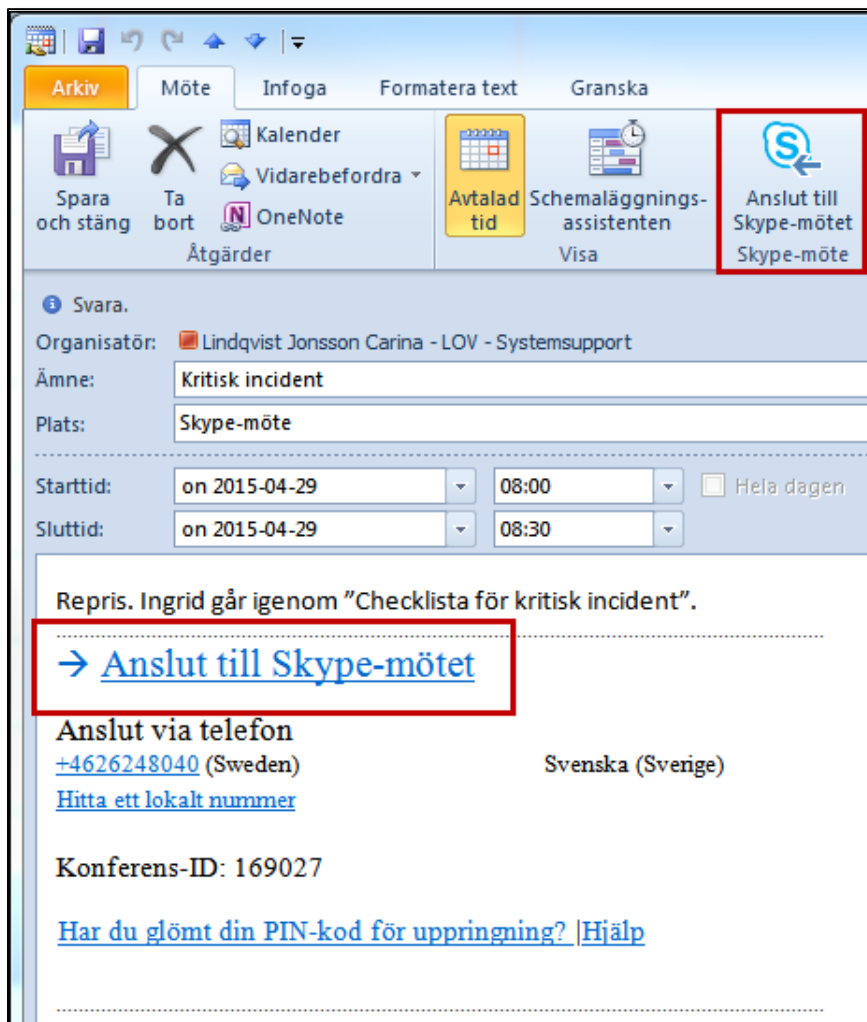 Arkiv Möte Infoga Formatera text Granska
Spara och stäng
Ta bort
Kalender
Vidarebefordra
OneNote
Åtgärder
Avtalad tid
Schemaläggnings-assistenten
Visa
Anslut till Skype-mötet
Skype-möte
Svara.
Organisatör: Lindqvist Jonsson Carina - LOV - Systemsupport
Ämne: Kritisk incident
Plats: Skype-möte
Starttid: on 2015-04-29 08:00 Hela dagen
Sluttid: on 2015-04-29 08:30
Repris. Ingrid går igenom ”Checklista för kritisk incident”.
→ Anslut till Skype-mötet
Anslut via telefon
+4626248040 (Sweden) Svenska (Sverige)
Hitta ett lokalt nummer
Konferens-ID: 169027
Har du glömt din PIN-kod för uppringning? |Hjälp